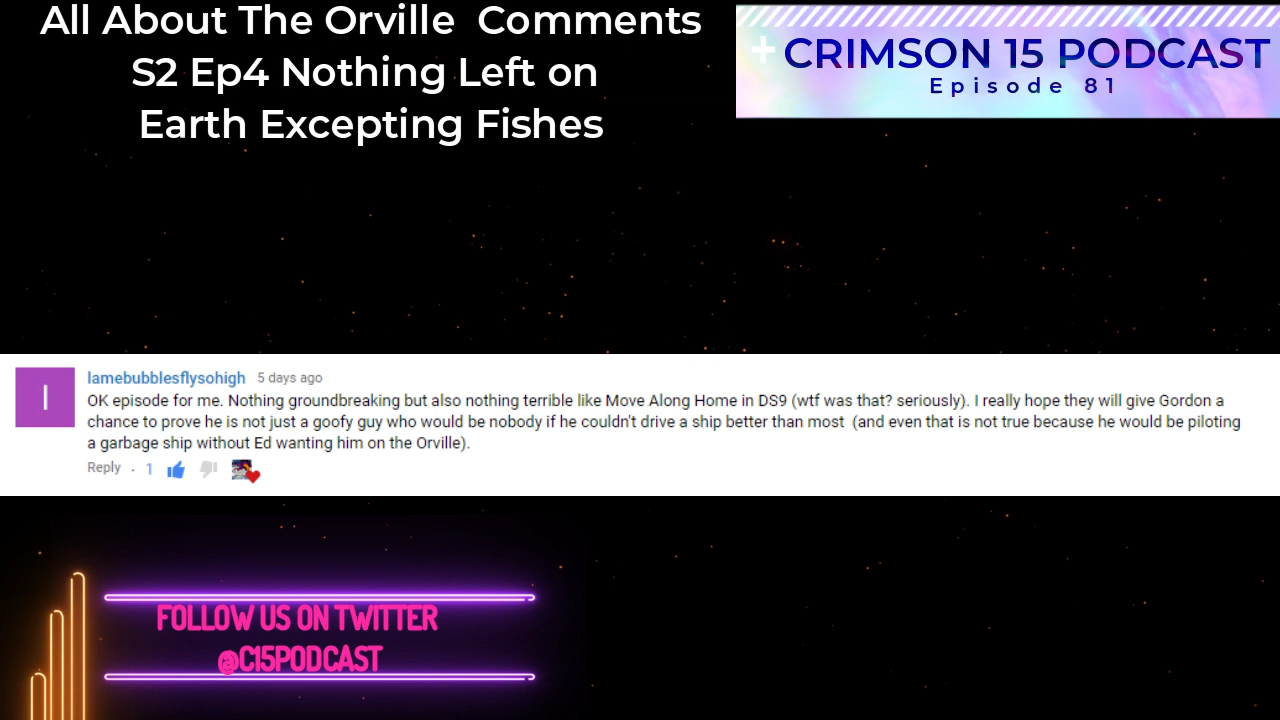 All About The Orville Comments
S2 Ep4 Nothing Left on
Earth Excepting Fishes
+ CRIMSON 15 PODCAST
Episode 81
I
lamebubblesflysohigh 5 days ago
OK episode for me. Nothing groundbreaking but also nothing terrible like Move Along Home in DS9 (wtf was that? seriously). I really hope they will give Gordon a
chance to prove he is not just a goofy guy who would be nobody if he couldn't drive a ship better than most (and even that is not true because he would be piloting
a garbage ship without Ed wanting him on the Orville).
Reply · 1
FOLLOW US ON TWITTER
@C15PODCAST